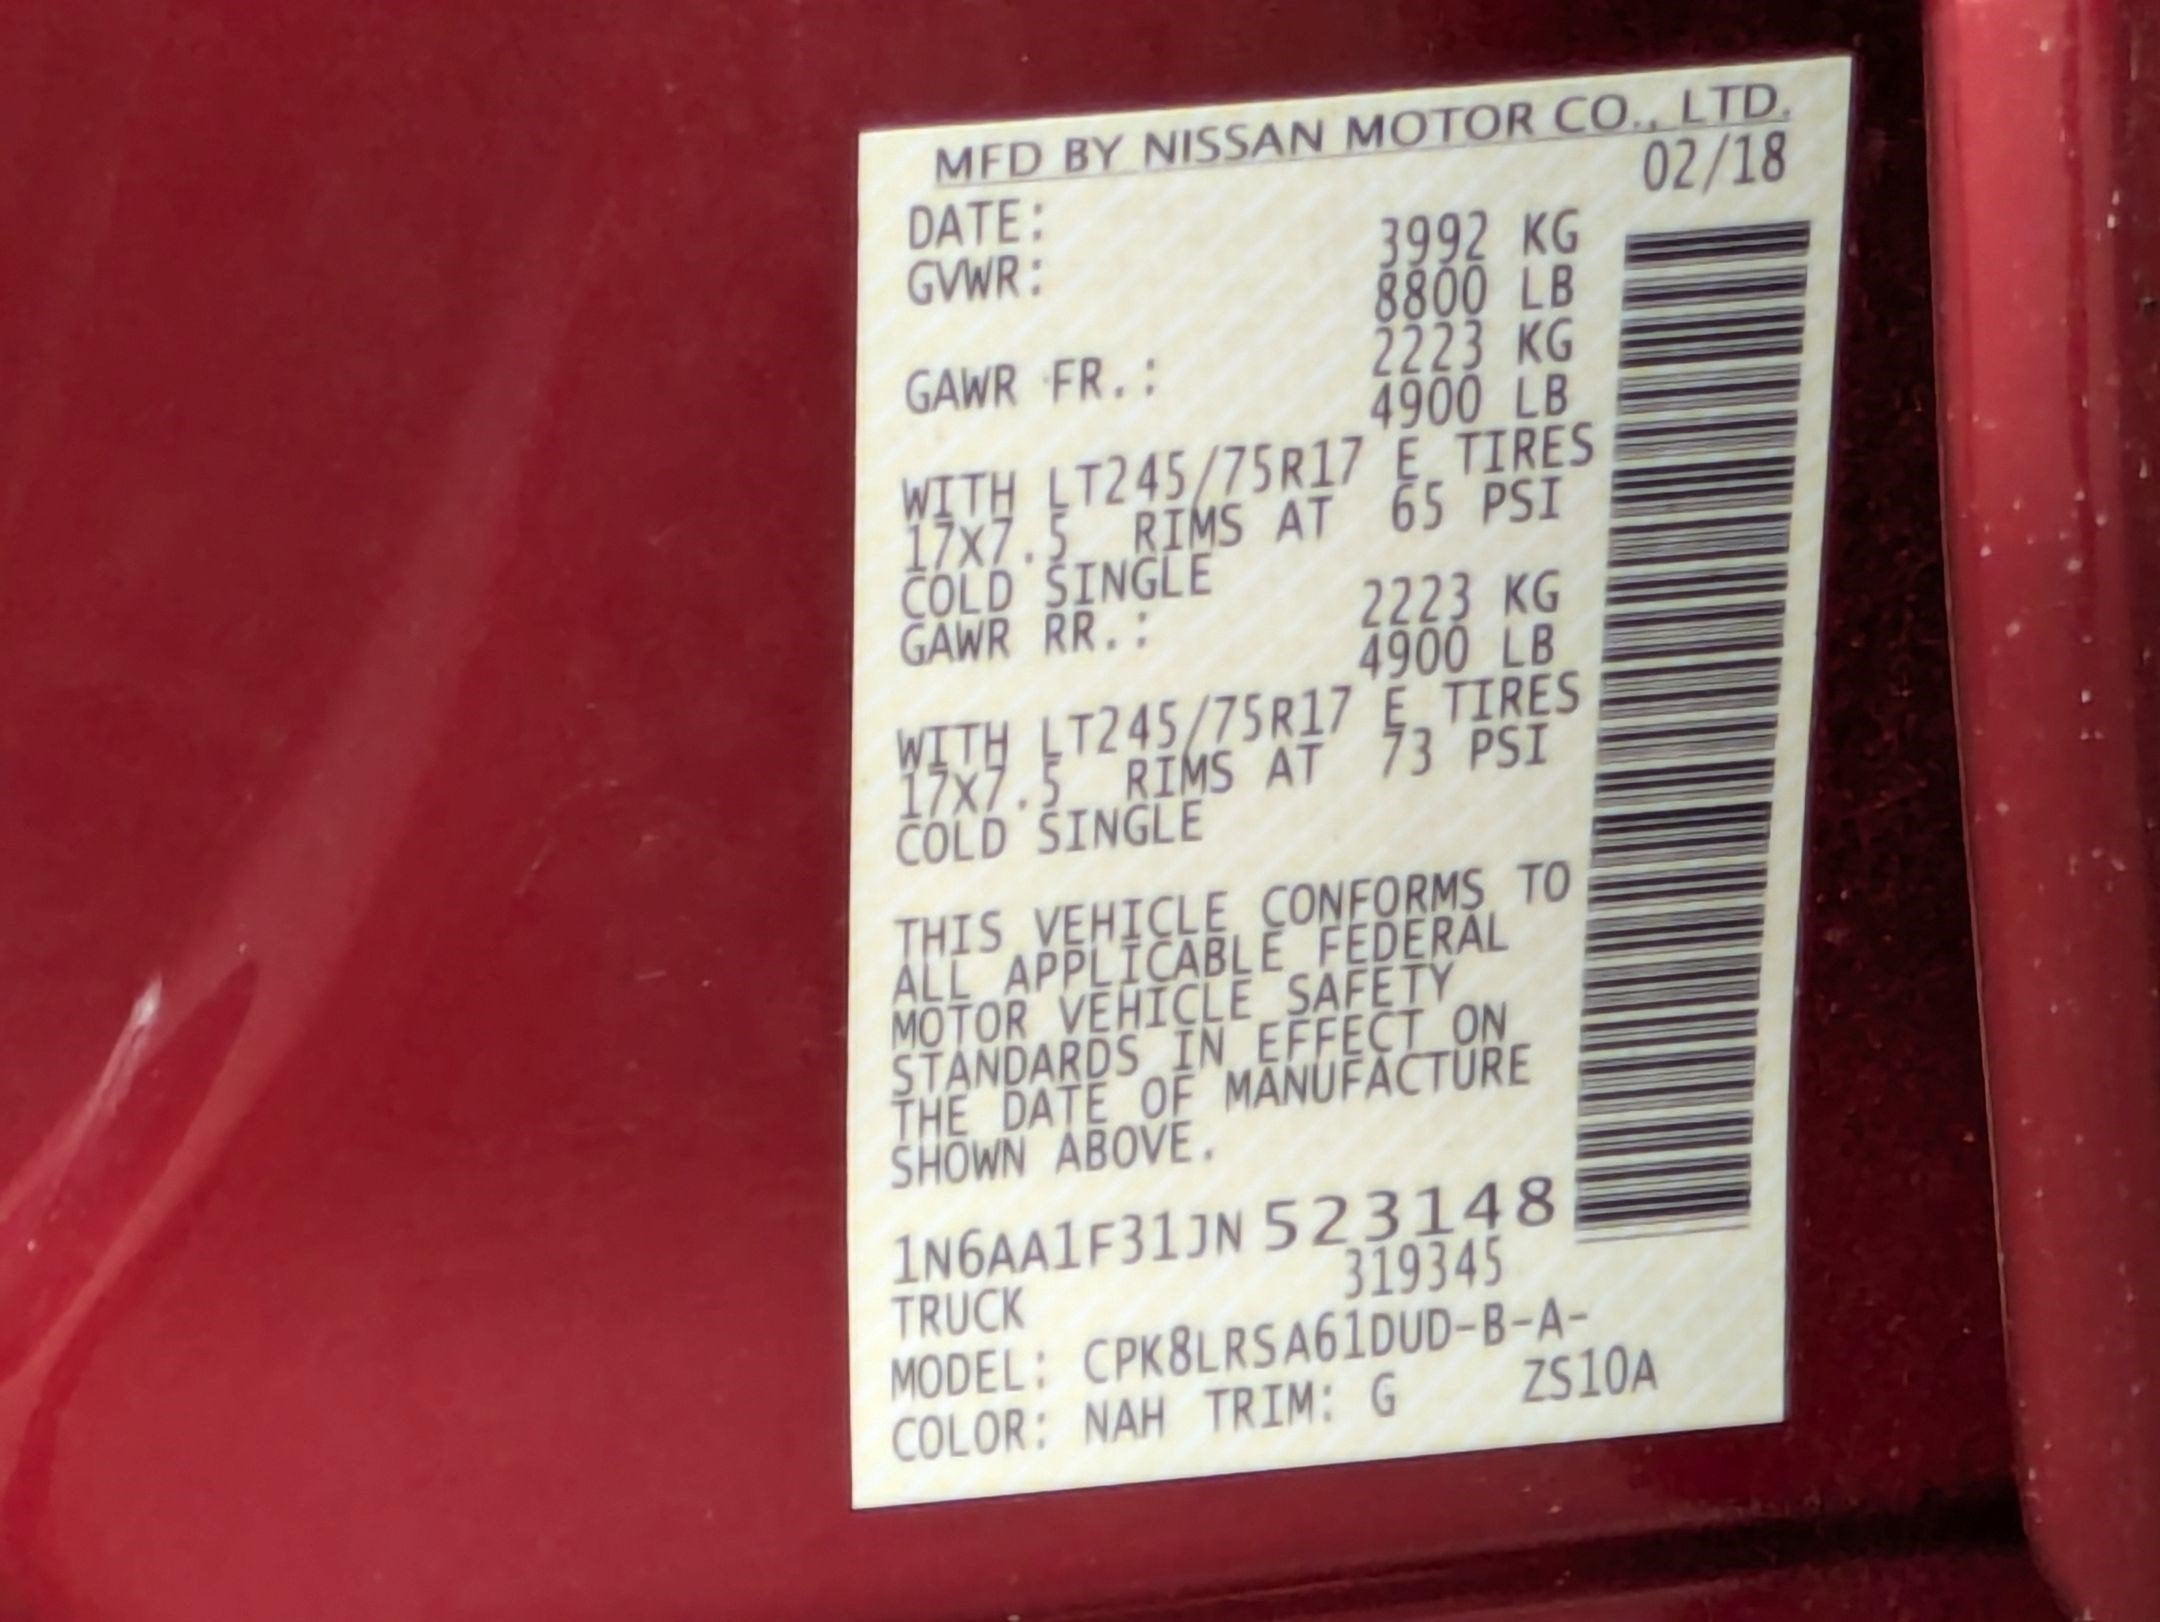 MFD BY NISSAN MOTOR CO., LTD.
DATE: 02/18
GVWR: 3992 KG
8800 LB
GAWR FR.: 2223 KG
4900 LB
WITH LT245/75R17 E TIRES
17X7.5 RIMS AT 65 PSI
COLD SINGLE
GAWR RR.: 2223 KG
4900 LB
WITH LT245/75R17 E TIRES
17X7.5 RIMS AT 73 PSI
COLD SINGLE
THIS VEHICLE CONFORMS TO
ALL APPLICABLE FEDERAL
MOTOR VEHICLE SAFETY
STANDARDS IN EFFECT ON
THE DATE OF MANUFACTURE
SHOWN ABOVE.
1N6AA1F31JN 523148
TRUCK 319345
MODEL: CPK8LRSA61DUD-B-A-
COLOR: NAH TRIM: G ZS10A